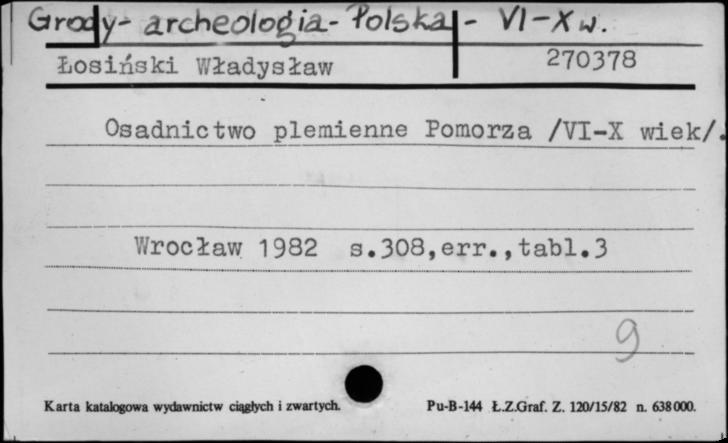 Grody- archeologia- Polska - VI-X w.
Łosiński Władysław 270378
Osadnictwo plemienne Pomorza /VI-X wiek/.
Wrocław 1982 s.308,err.,tabl.3
9
Karta katalogowa wydawnictw ciągłych i zwartych. Pu-B-144 Ł.Z.Graf. Z. 120/15/82 n. 638000.